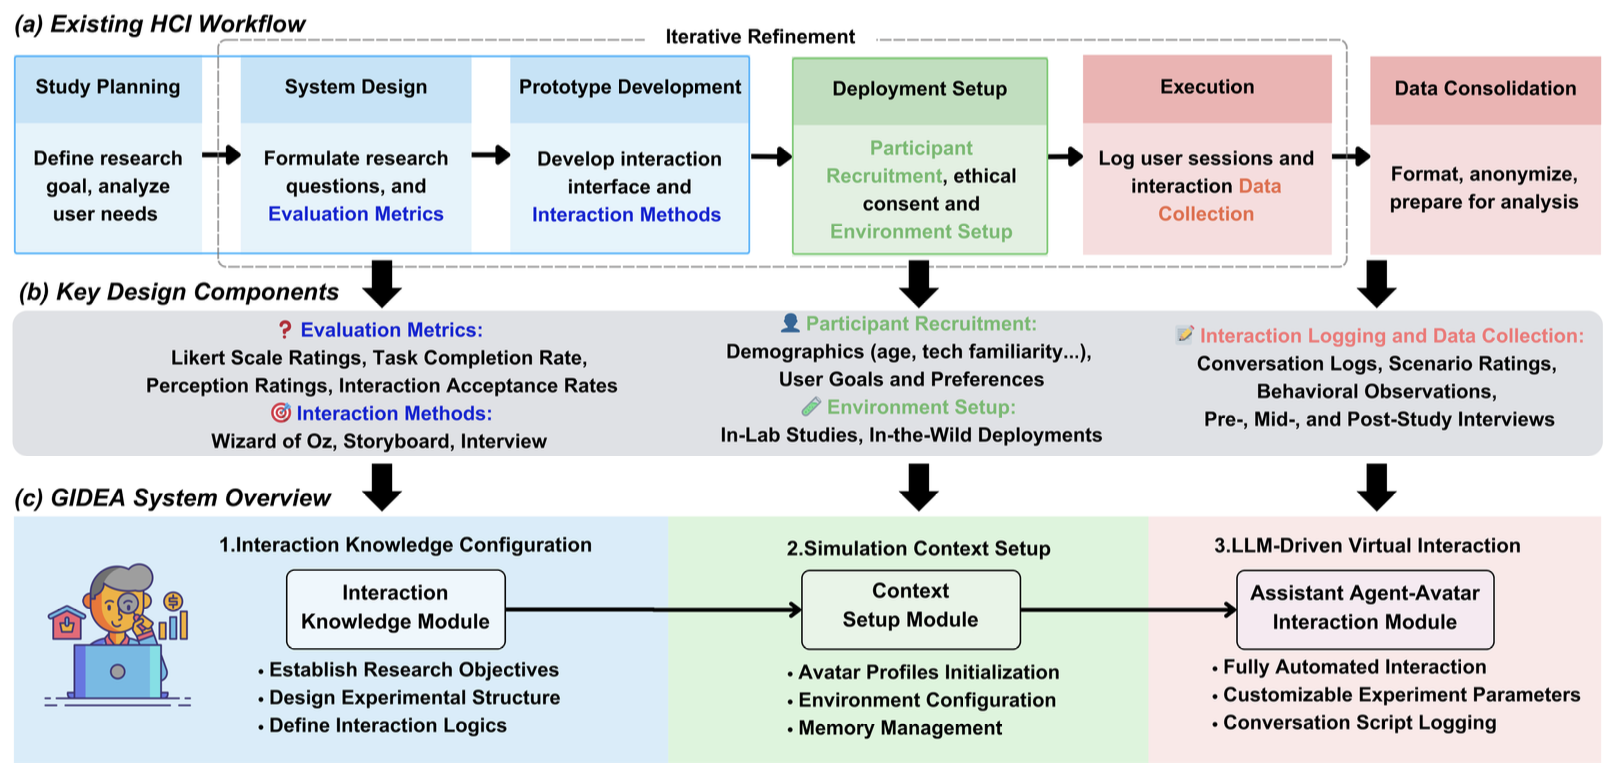 (a) Existing HCI Workflow
Iterative Refinement
Study Planning
Define research
goal, analyze
user needs
System Design
Formulate research
questions, and
Evaluation Metrics
Prototype Development
Develop interaction
interface and
Interaction Methods
Deployment Setup
Participant
Recruitment, ethical
consent and
Environment Setup
Execution
Log user sessions and
interaction Data
Collection
Data Consolidation
Format, anonymize,
prepare for analysis
(b) Key Design Components
❓ Evaluation Metrics:
Likert Scale Ratings, Task Completion Rate,
Perception Ratings, Interaction Acceptance Rates
🎯 Interaction Methods:
Wizard of Oz, Storyboard, Interview
👤 Participant Recruitment:
Demographics (age, tech familiarity...),
User Goals and Preferences
🧪 Environment Setup:
In-Lab Studies, In-the-Wild Deployments
📝 Interaction Logging and Data Collection:
Conversation Logs, Scenario Ratings,
Behavioral Observations,
Pre-, Mid-, and Post-Study Interviews
(c) GIDEA System Overview
1.Interaction Knowledge Configuration
Interaction
Knowledge Module
• Establish Research Objectives
• Design Experimental Structure
• Define Interaction Logics
2.Simulation Context Setup
Context
Setup Module
• Avatar Profiles Initialization
• Environment Configuration
• Memory Management
3.LLM-Driven Virtual Interaction
Assistant Agent-Avatar
Interaction Module
• Fully Automated Interaction
• Customizable Experiment Parameters
• Conversation Script Logging